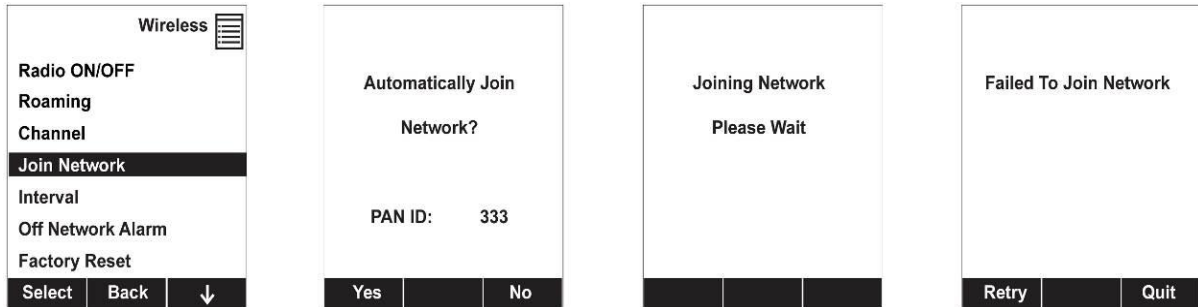 Wireless
Radio ON/OFF
Roaming
Channel
Join Network
Interval
Off Network Alarm
Factory Reset
Select Back ↓
Automatically Join
Network?
PAN ID: 333
Yes No
Joining Network
Please Wait
Failed To Join Network
Retry Quit